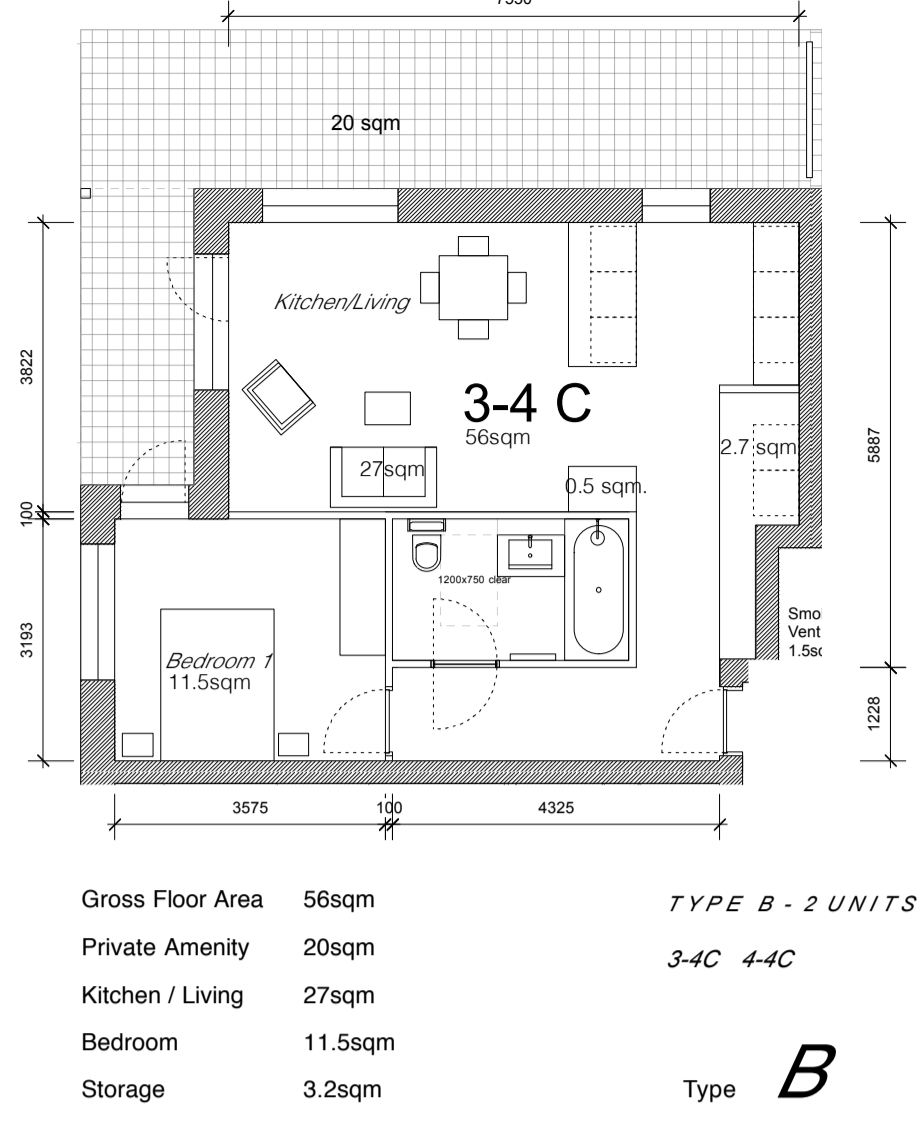 20 sqm
Kitchen/Living
3-4 C
56sqm
27sqm
2.7 sqm
0.5 sqm.
3822
100
3193
5887
1228
1200x750 clear
Bedroom 1
11.5sqm
Vent
3575
100
4325
Gross Floor Area 56sqm
Private Amenity 20sqm
Kitchen / Living 27sqm
Bedroom 11.5sqm
Storage 3.2sqm
TYPE B - 2 UNITS
3-4C 4-4C
Type B